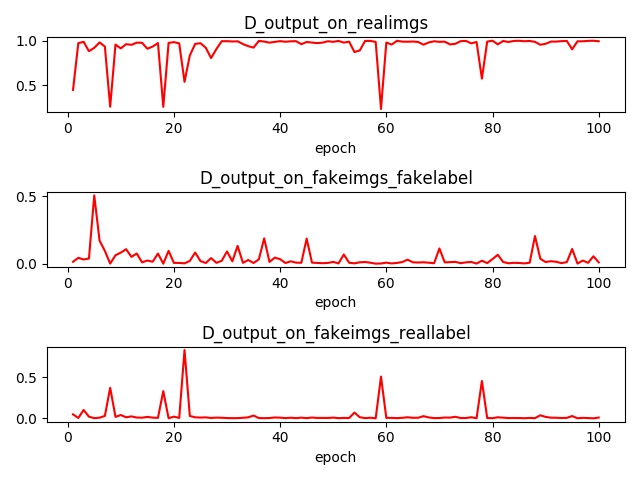 D_output_on_realimgs
1.0
0.5
0 20 40 60 80 100
epoch
D_output_on_fakeimgs_fakelabel
0.5
0.0
0 20 40 60 80 100
epoch
D_output_on_fakeimgs_reallabel
0.5
0.0
0 20 40 60 80 100
epoch